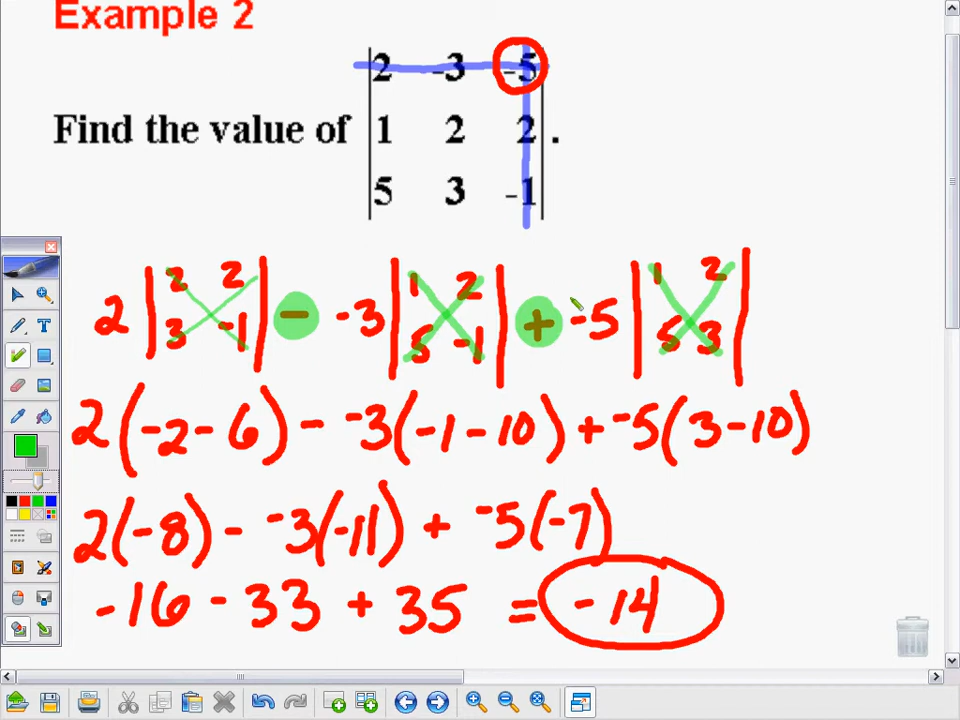 Example 2
2 -3 -5
Find the value of 1 2 2 .
5 3 -1
2 | 2 2 | - -3 | 1 2 | + -5 | 1 2 |
| 3 -1 | | 5 -1 | | 5 3 |
2(-2-6) - -3(-1-10) + -5(3-10)
2(-8) - -3(-11) + -5(-7)
-16 - 33 + 35 = -14
T